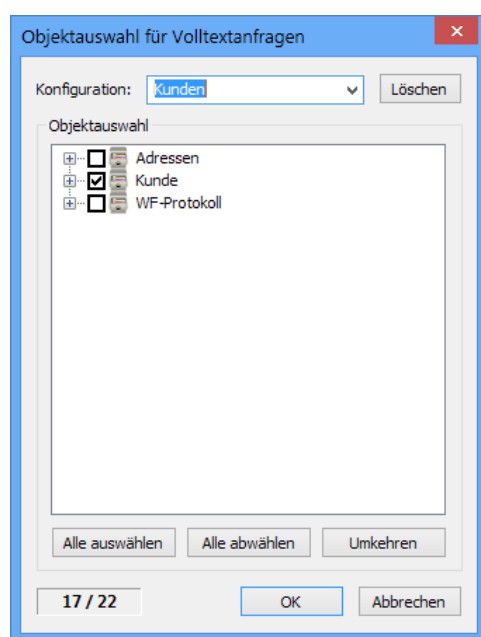 Objektauswahl für Volltextanfragen
Konfiguration: Kunden Löschen
Objektauswahl
Adressen
Kunde
WF-Protokoll
Alle auswählen Alle abwählen Umkehren
17 / 22 OK Abbrechen